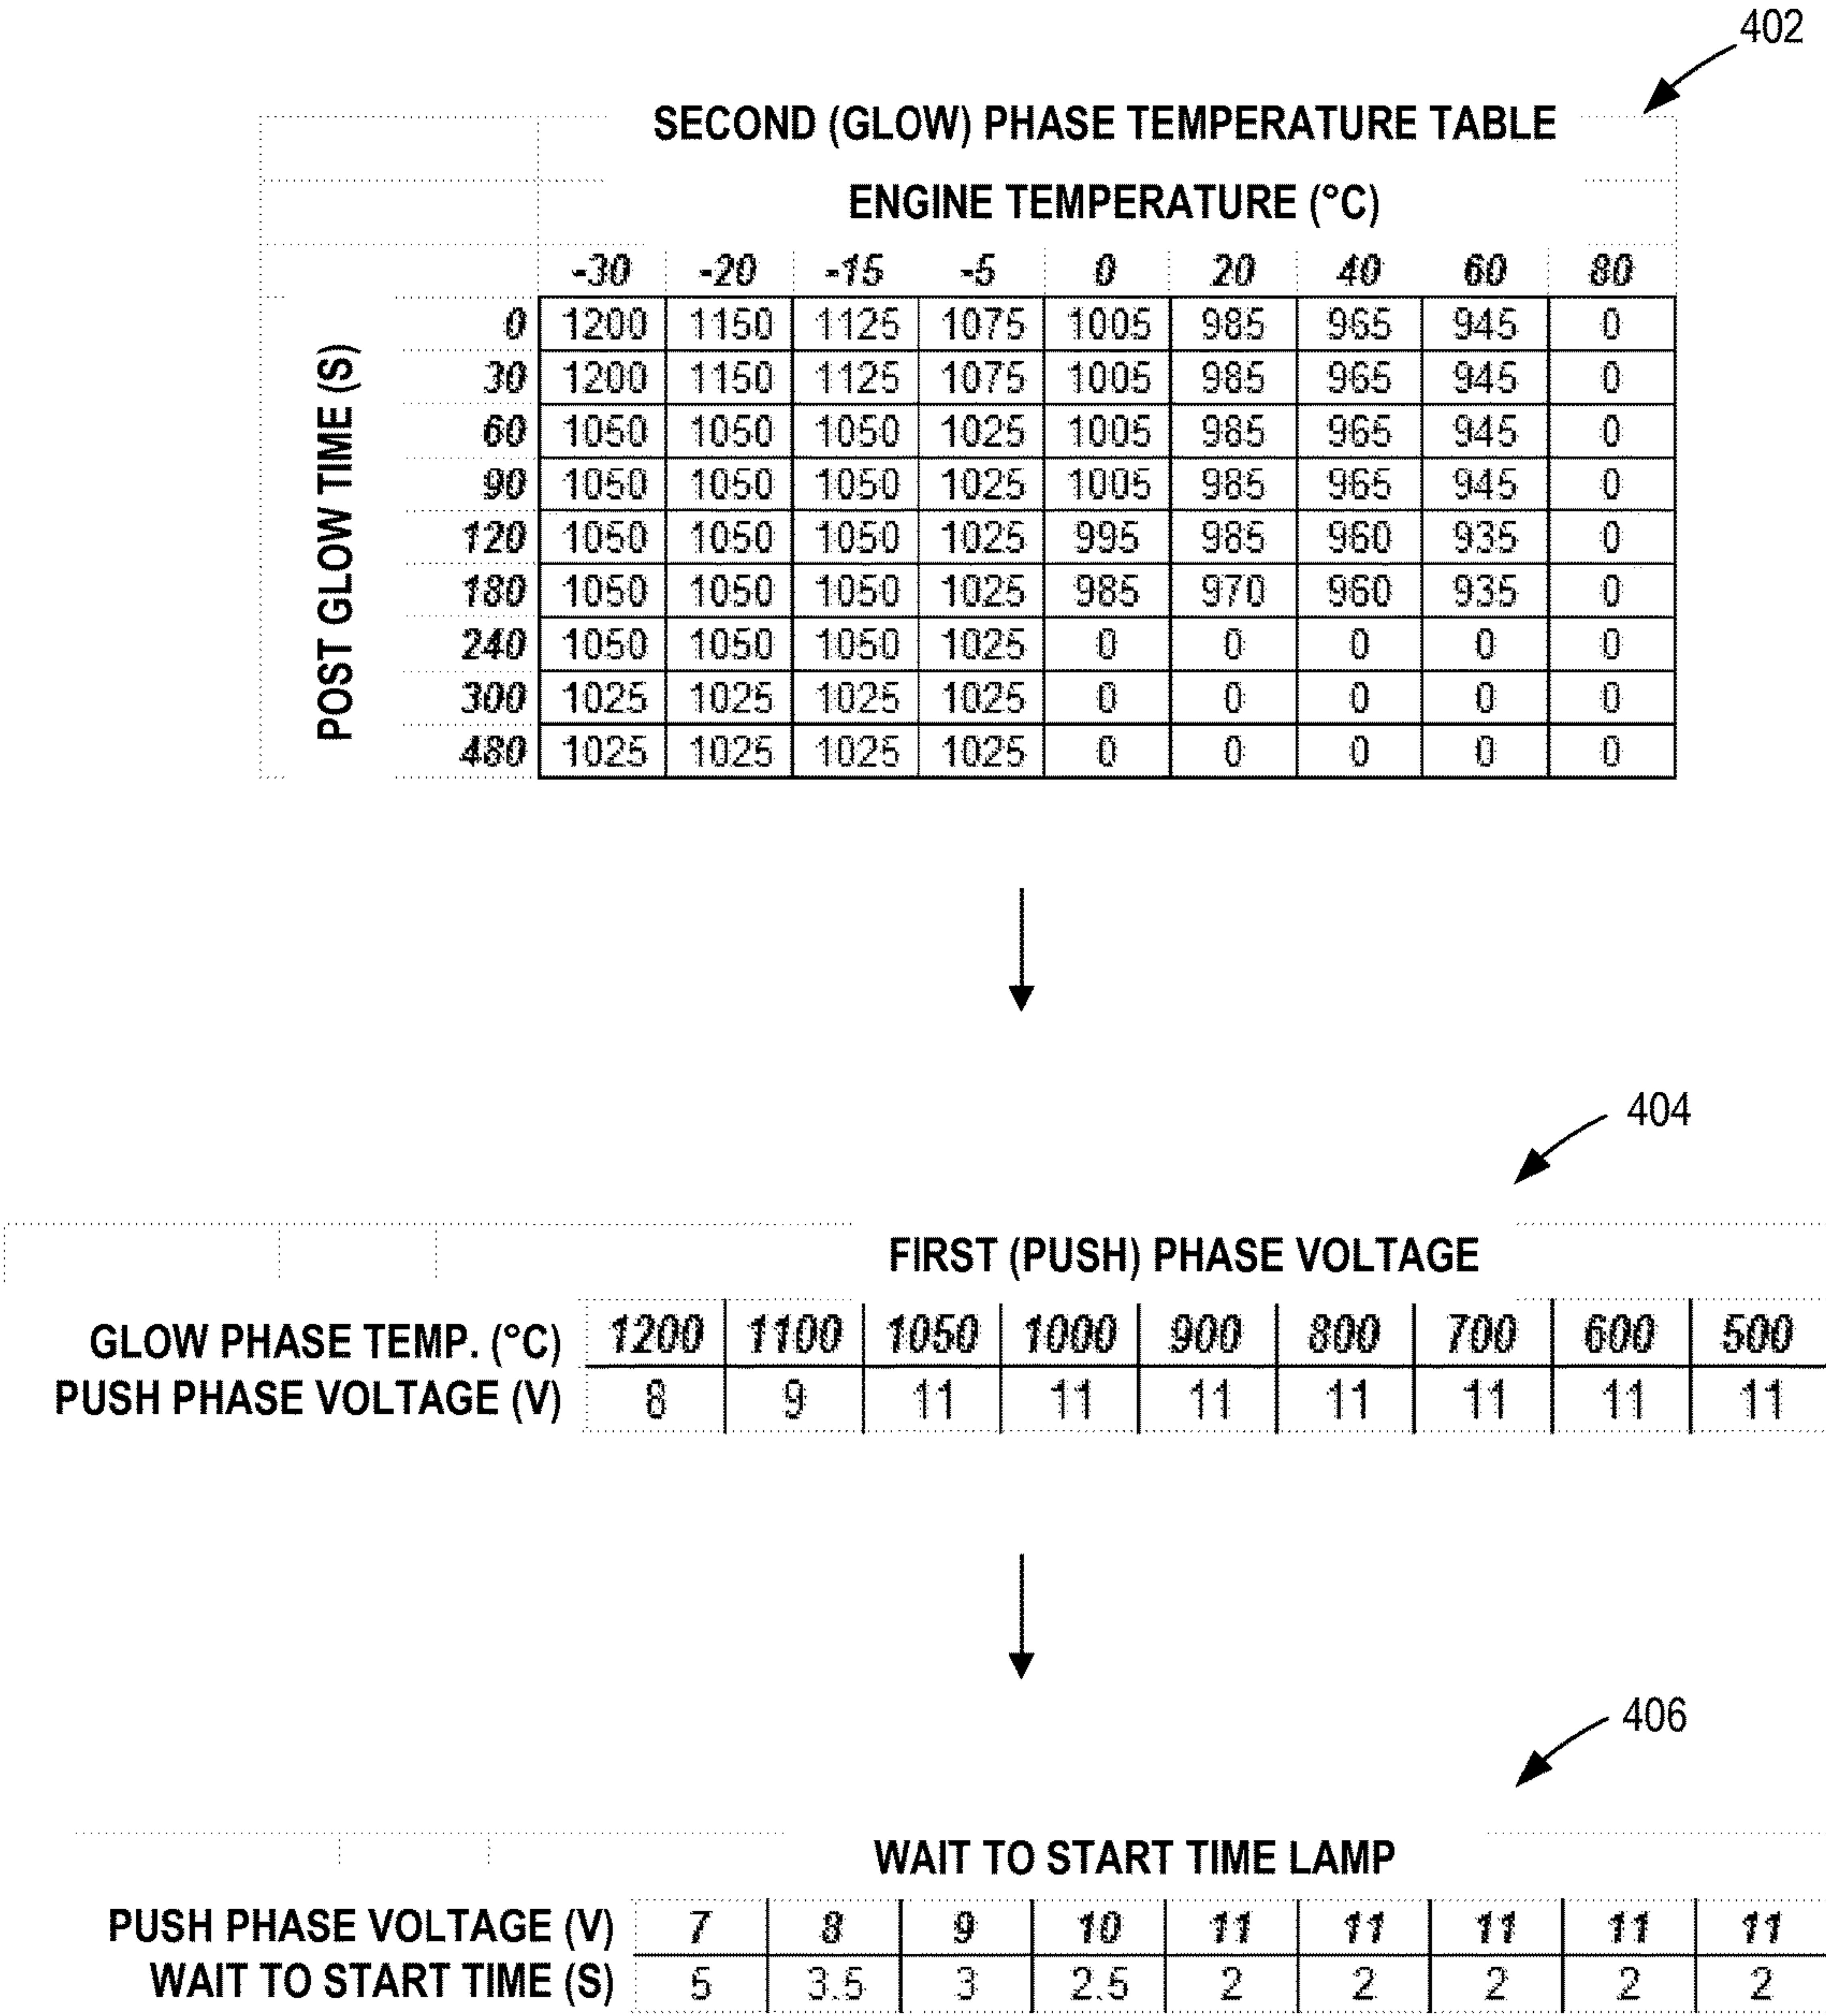 402
SECOND (GLOW) PHASE TEMPERATURE TABLE
ENGINE TEMPERATURE (°C)
-30 -20 -15 -5 0 20 40 60 80
POST GLOW TIME (S)
0 1200 1150 1125 1075 1005 985 965 945 0
30 1200 1150 1125 1075 1005 985 965 945 0
60 1050 1050 1050 1025 1005 985 965 945 0
90 1050 1050 1050 1025 1005 985 965 945 0
120 1050 1050 1050 1025 995 985 960 935 0
180 1050 1050 1050 1025 985 970 960 935 0
240 1050 1050 1050 1025 0 0 0 0 0
300 1025 1025 1025 1025 0 0 0 0 0
480 1025 1025 1025 1025 0 0 0 0 0
404
FIRST (PUSH) PHASE VOLTAGE
GLOW PHASE TEMP. (°C) 1200 1100 1050 1000 900 800 700 600 500
PUSH PHASE VOLTAGE (V) 8 9 11 11 11 11 11 11 11
406
WAIT TO START TIME LAMP
PUSH PHASE VOLTAGE (V) 7 8 9 10 11 11 11 11 11
WAIT TO START TIME (S) 5 3.5 3 2.5 2 2 2 2 2